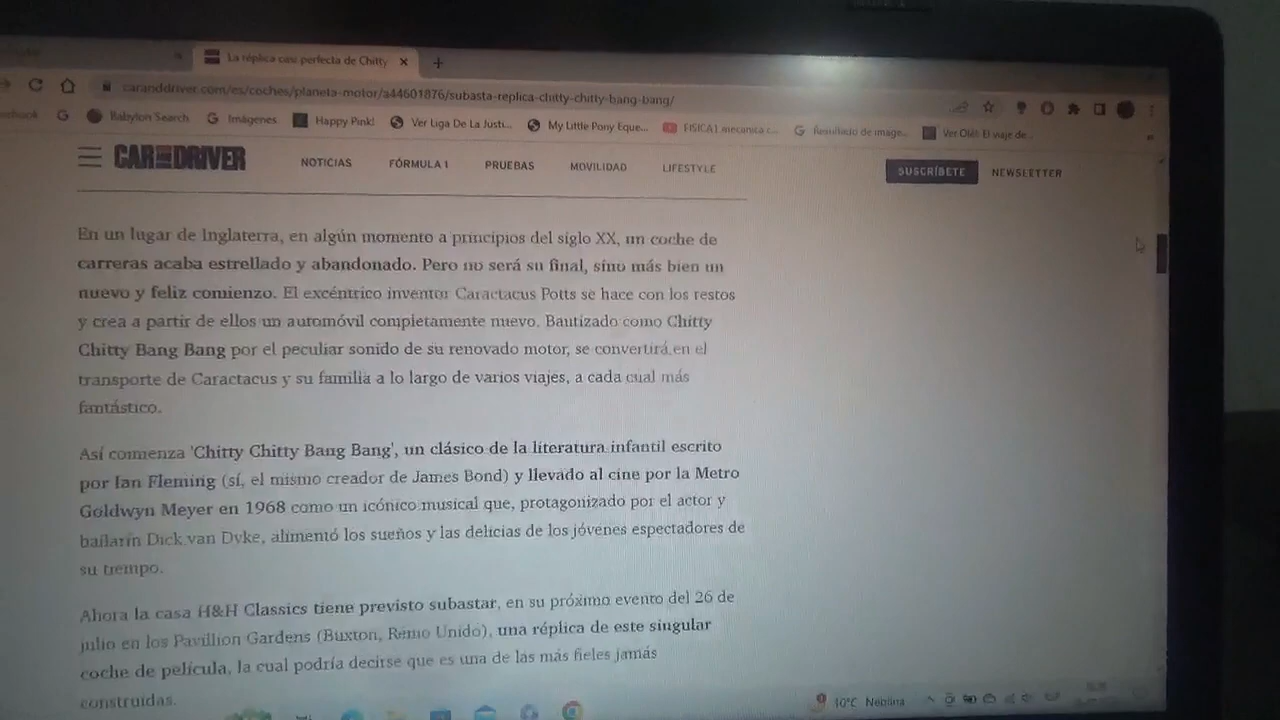 La réplica casi perfecta de Chitty
caranddriver.com/es/coches/planeta-motor/a44601876/subasta-replica-chitty-chitty-bang-bang/
Babylon Search Imágenes Happy Pink! Ver Liga De La Justi... My Little Pony Eque... FISICA1 mecanica c... Resultado de image... Ver Olé! El viaje de...
CAR AND DRIVER NOTICIAS FÓRMULA 1 PRUEBAS MOVILIDAD LIFESTYLE SUSCRÍBETE NEWSLETTER
En un lugar de Inglaterra, en algún momento a principios del siglo XX, un coche de
carreras acaba estrellado y abandonado. Pero no será su final, sino más bien un
nuevo y feliz comienzo. El excéntrico inventor Caractacus Potts se hace con los restos
y crea a partir de ellos un automóvil completamente nuevo. Bautizado como Chitty
Chitty Bang Bang por el peculiar sonido de su renovado motor, se convertirá en el
transporte de Caractacus y su familia a lo largo de varios viajes, a cada cual más
fantástico.
Así comienza 'Chitty Chitty Bang Bang', un clásico de la literatura infantil escrito
por Ian Fleming (sí, el mismo creador de James Bond) y llevado al cine por la Metro
Goldwyn Meyer en 1968 como un icónico musical que, protagonizado por el actor y
bailarín Dick van Dyke, alimentó los sueños y las delicias de los jóvenes espectadores de
su tiempo.
Ahora la casa H&H Classics tiene previsto subastar, en su próximo evento del 26 de
julio en los Pavillion Gardens (Buxton, Reino Unido), una réplica de este singular
coche de película, la cual podría decirse que es una de las más fieles jamás
construidas.
10°C Neblina